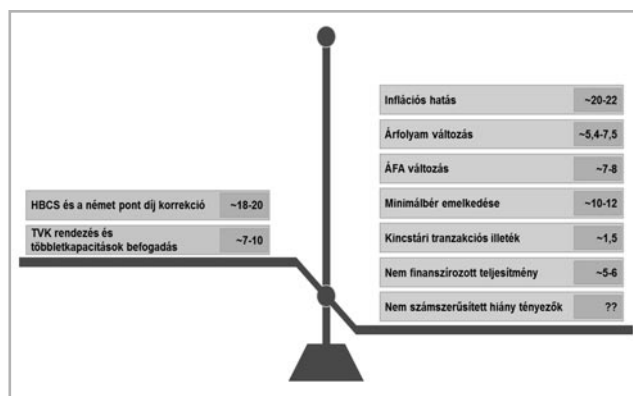 HBCS és a német pont díj korrekció ~18-20
TVK rendezés és
többletkapacitások befogadás ~7-10
Inflációs hatás ~20-22
Árfolyam változás ~5,4-7,5
ÁFA változás ~7-8
Minimálbér emelkedése ~10-12
Kincstári tranzakciós illeték ~1,5
Nem finanszírozott teljesítmény ~5-6
Nem számszerűsített hiány tényezők ??